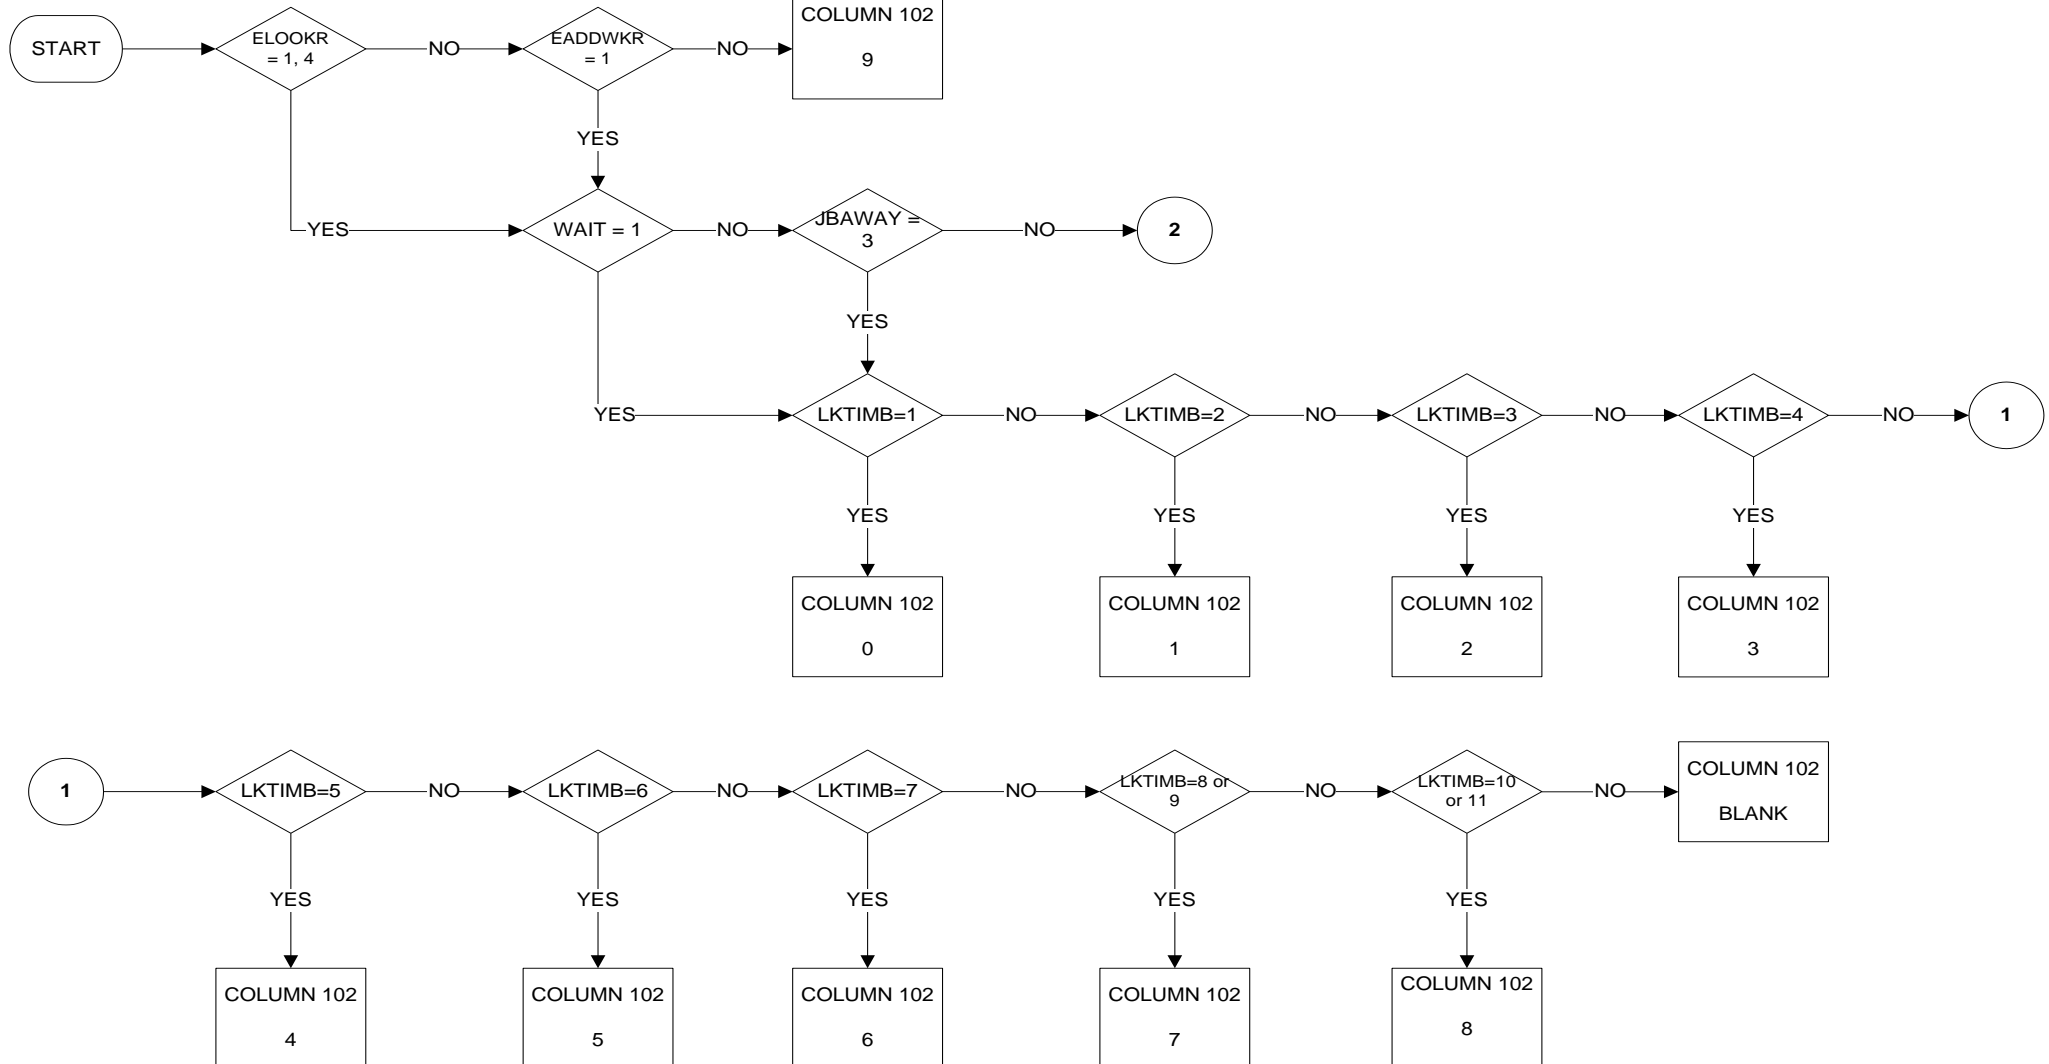 START
ELOOKR
= 1, 4
NO
EADDWKR
= 1
NO
COLUMN 102
9
YES
YES
WAIT = 1
NO
JBAWAY =
3
NO
2
YES
YES
LKTIMB=1
NO
LKTIMB=2
NO
LKTIMB=3
NO
LKTIMB=4
NO
1
YES
YES
YES
YES
COLUMN 102
0
COLUMN 102
1
COLUMN 102
2
COLUMN 102
3
1
LKTIMB=5
NO
LKTIMB=6
NO
LKTIMB=7
NO
LKTIMB=8 or
9
NO
LKTIMB=10
or 11
NO
COLUMN 102
BLANK
YES
YES
YES
YES
YES
COLUMN 102
4
COLUMN 102
5
COLUMN 102
6
COLUMN 102
7
COLUMN 102
8